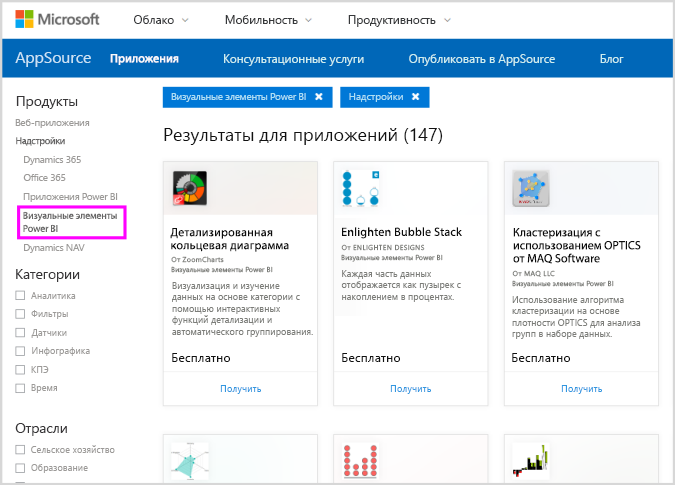 Microsoft Облако Мобильность Продуктивность
AppSource Приложения Консультационные услуги Опубликовать в AppSource Блог
Продукты
Веб-приложения
Надстройки
Dynamics 365
Office 365
Приложения Power BI
Визуальные элементы
Power BI
Dynamics NAV
Категории
Аналитика
Фильтры
Датчики
Инфографика
КПЭ
Время
Отрасли
Сельское хозяйство
Образование
Визуальные элементы Power BI Надстройки
Результаты для приложений (147)
Детализированная
кольцевая диаграмма
От ZoomCharts
Визуальные элементы Power BI
Визуализация и изучение
данных на основе категории с
помощью интерактивных
функций детализации и
автоматического группирования.
Бесплатно
Получить
Enlighten Bubble Stack
От ENLIGHTEN DESIGNS
Визуальные элементы Power BI
Каждая часть данных
отображается как пузырек с
накоплением в процентах.
Бесплатно
Получить
Кластеризация с
использованием OPTICS
от MAQ Software
От MAQ LLC
Визуальные элементы Power BI
Использование алгоритма
кластеризации на основе
плотности OPTICS для анализа
групп в наборе данных.
Бесплатно
Получить